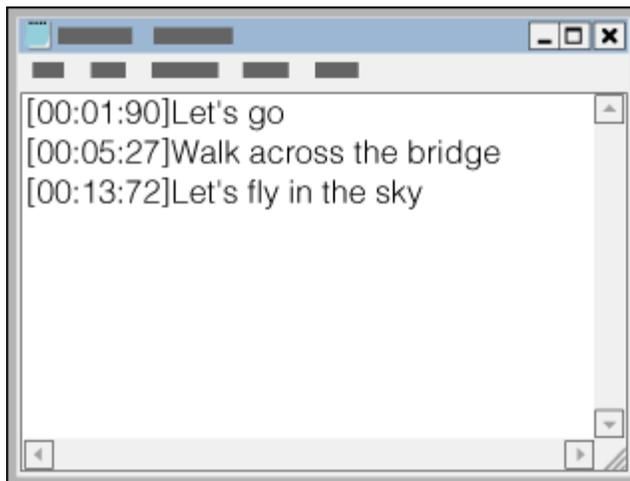 [00:01:90]Let's go
[00:05:27]Walk across the bridge
[00:13:72]Let's fly in the sky